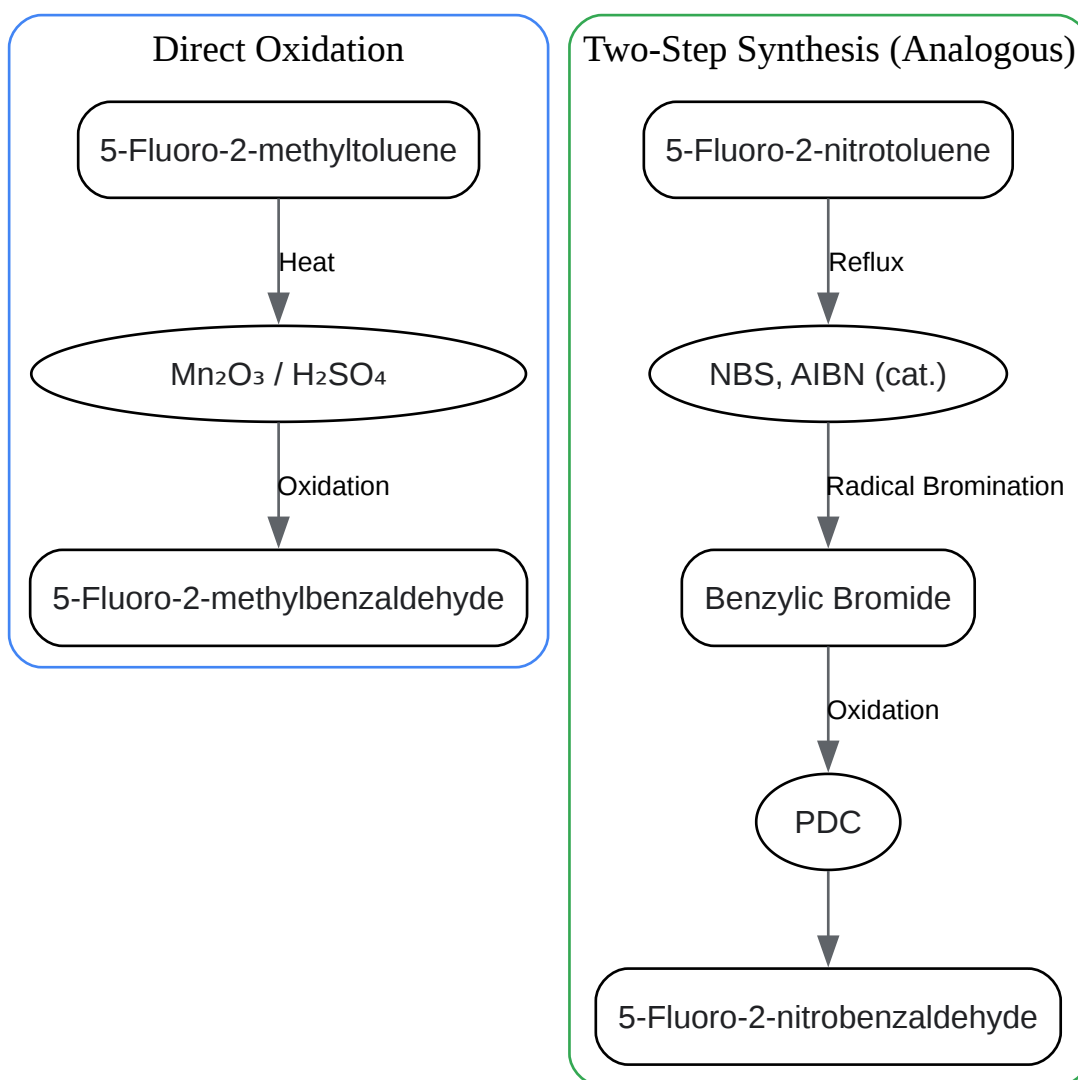 Direct Oxidation
5-Fluoro-2-methyltoluene
Heat
Mn₂O₃ / H₂SO₄
Oxidation
5-Fluoro-2-methylbenzaldehyde
Two-Step Synthesis (Analogous)
5-Fluoro-2-nitrotoluene
Reflux
NBS, AIBN (cat.)
Radical Bromination
Benzylic Bromide
Oxidation
PDC
5-Fluoro-2-nitrobenzaldehyde